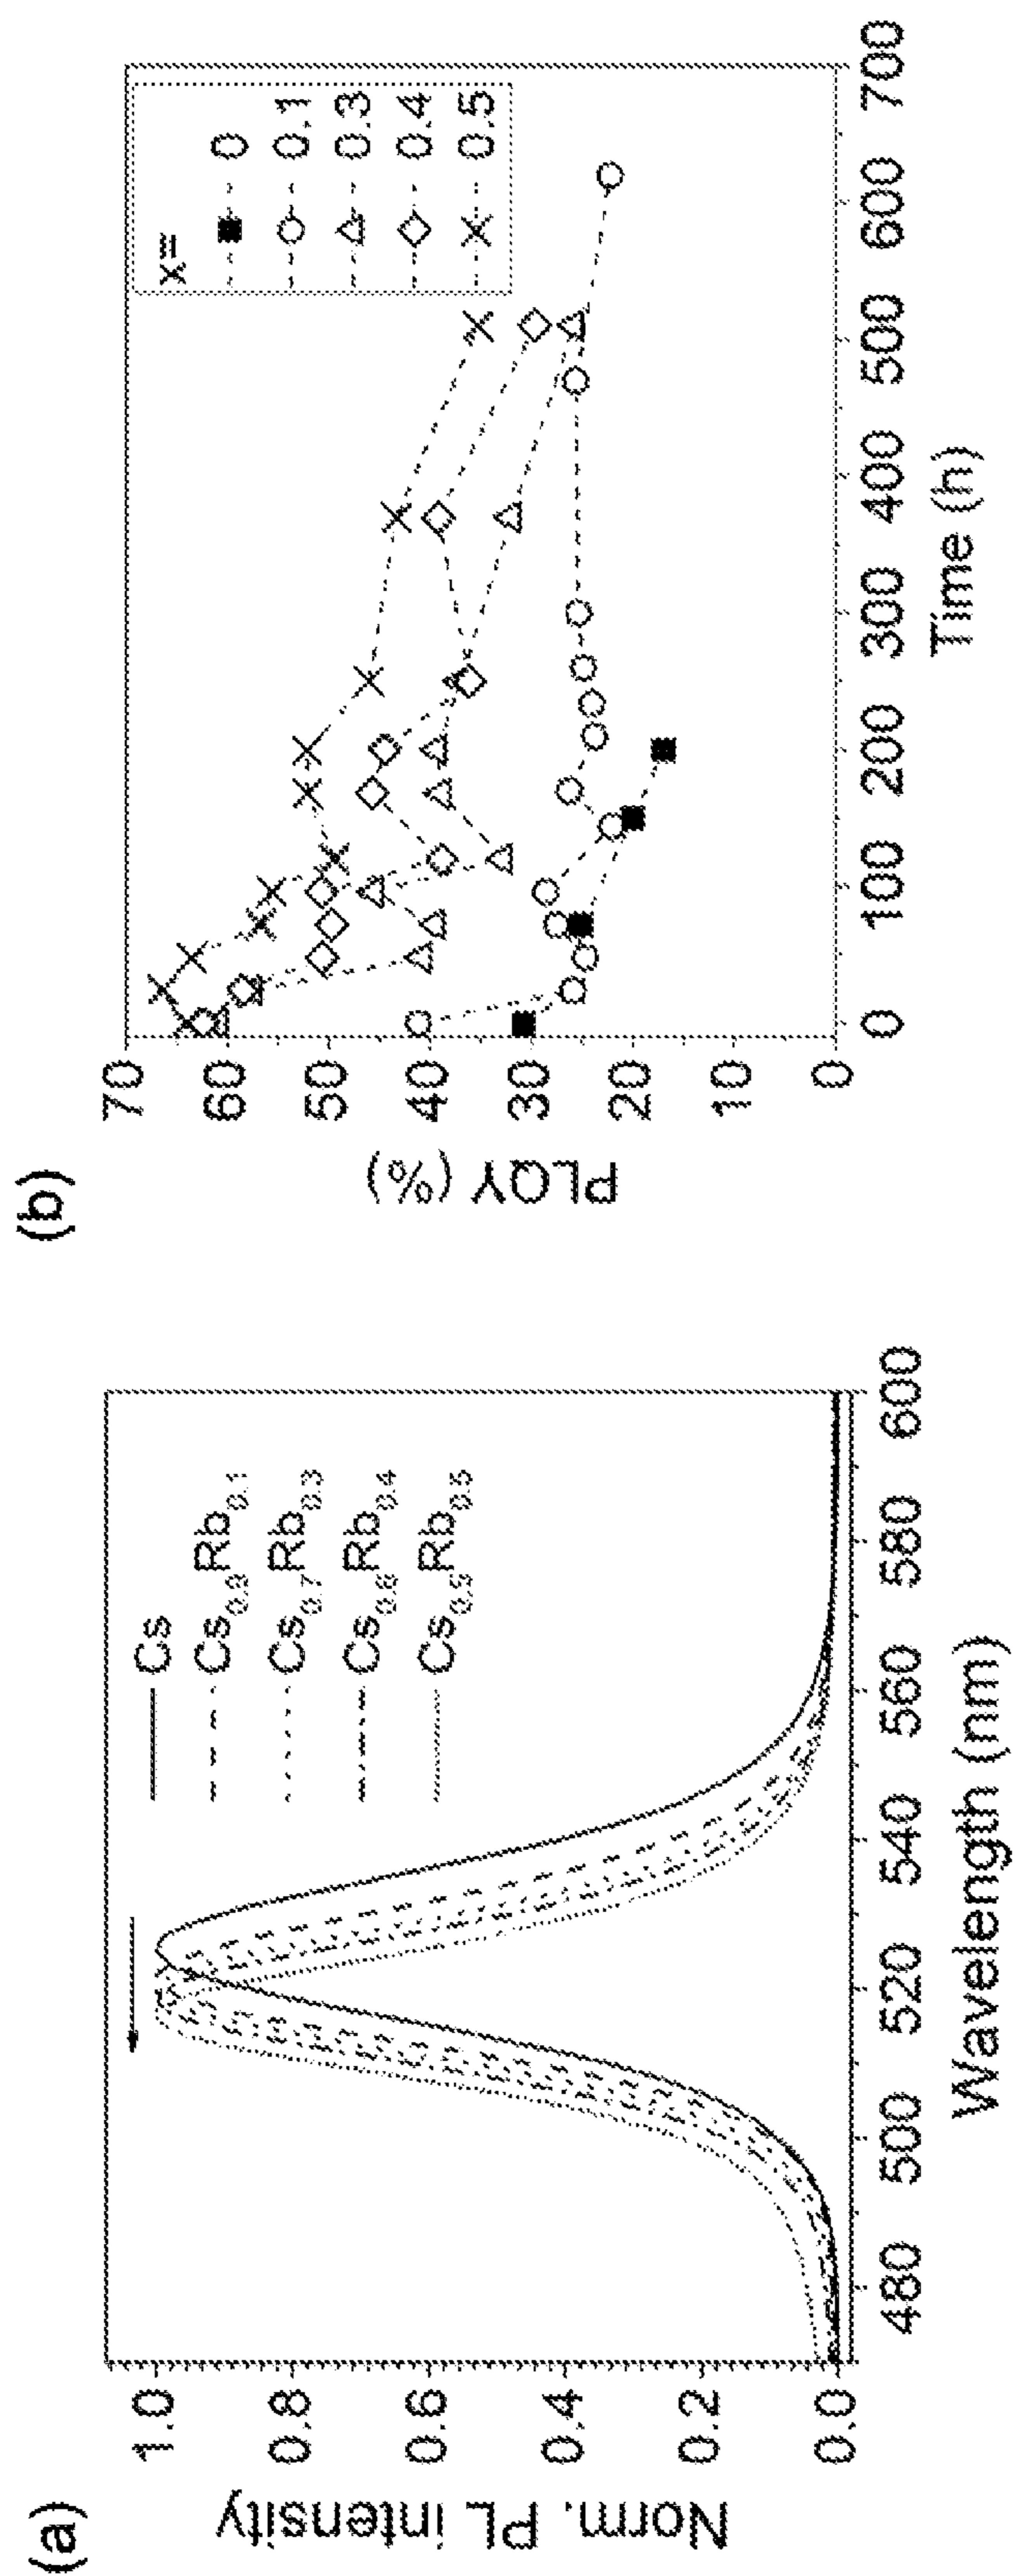 (a)
Norm. PL intensity
1.0
0.8
0.6
0.4
0.2
0.0
480 500 520 540 560 580 600
Wavelength (nm)
Cs
Cs0.9Rb0.1
Cs0.7Rb0.3
Cs0.6Rb0.4
Cs0.5Rb0.5
(b)
PLQY (%)
70
60
50
40
30
20
10
0
0 100 200 300 400 500 600 700
Time (h)
x=
0
0.1
0.3
0.4
0.5